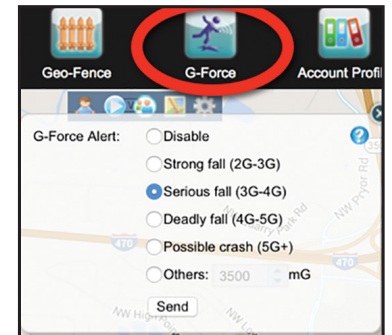 Geo-Fence G-Force Account Profi
G-Force Alert: Disable
Strong fall (2G-3G)
Serious fall (3G-4G)
Deadly fall (4G-5G)
Possible crash (5G+)
Others: 3500 mG
Send
NW Pryor Rd
470
470